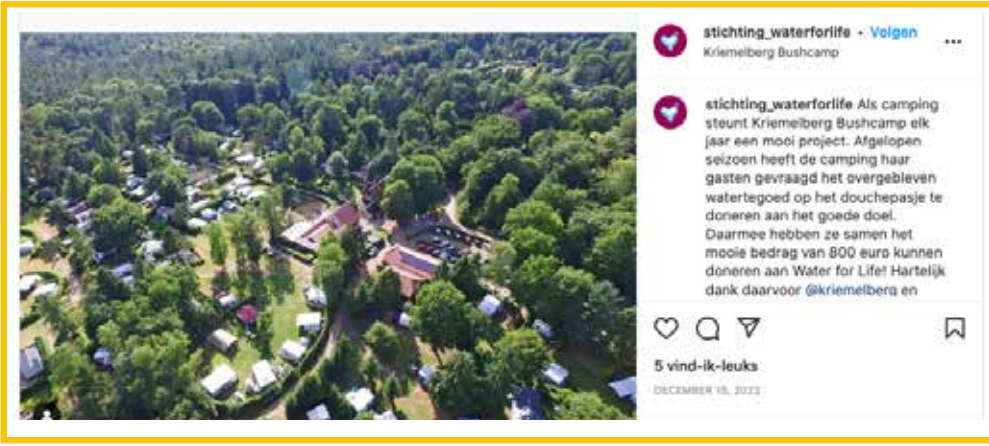 stichting_waterforlife • Volgen
Kriemelberg Bushcamp
stichting_waterforlife Als camping
steunt Kriemelberg Bushcamp elk
jaar een mooi project. Afgelopen
seizoen heeft de camping haar
gasten gevraagd het overgebleven
watertegoed op het douchepasje te
doneren aan het goede doel.
Daarmee hebben ze samen het
mooie bedrag van 800 euro kunnen
doneren aan Water for Life! Hartelijk
dank daarvoor @kriemelberg en
5 vind-ik-leuks
DECEMBER 15, 2022